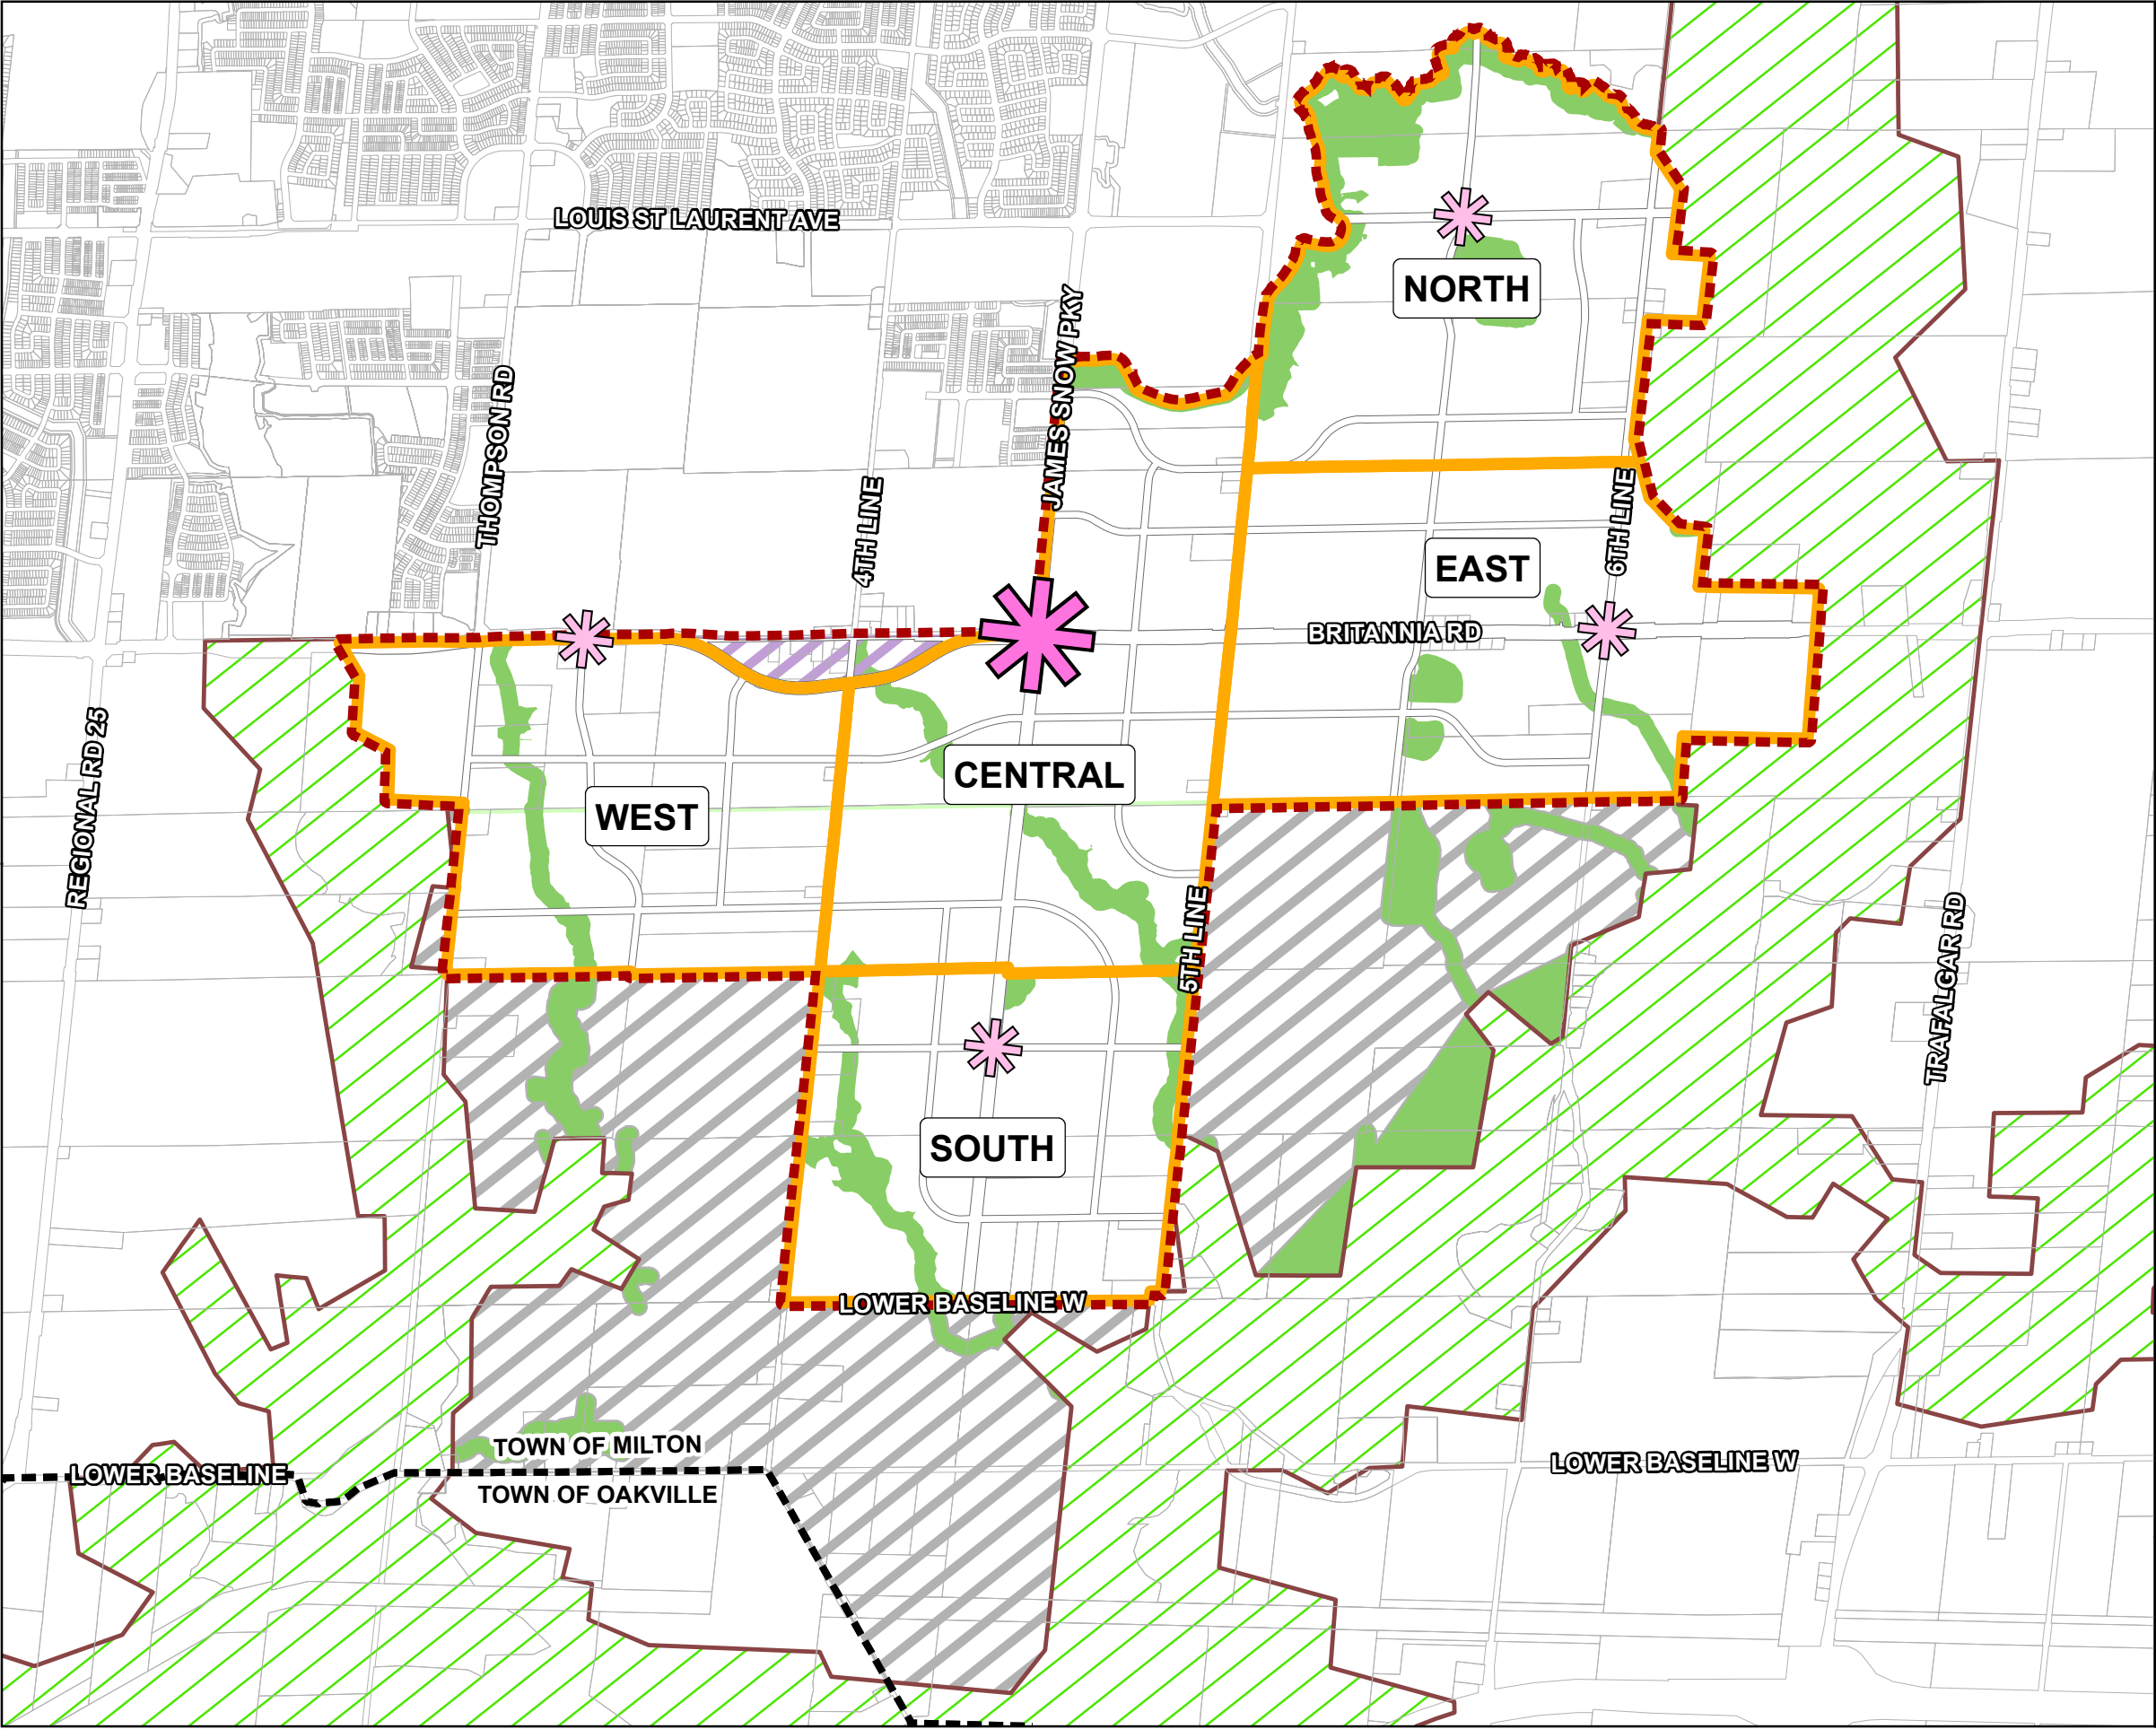 LOUIS ST LAURENT AVE
NORTH
JAMES SNOW PKY
THOMPSON RD
4TH LINE
6TH LINE
EAST
BRITANNIA RD
REGIONAL RD 25
CENTRAL
WEST
5TH LINE
TRAFALGAR RD
SOUTH
LOWER BASELINE W
TOWN OF MILTON
LOWER BASELINE
LOWER BASELINE W
TOWN OF OAKVILLE